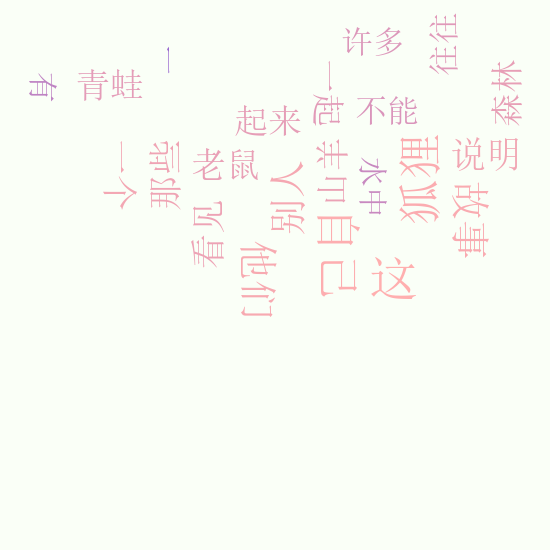 往往
许多
一
一起
森林
有
青蛙
不能
起来
一个
那些
老鼠
山羊
狐狸
说明
水中
别人
故事
看见
自己
他们
这